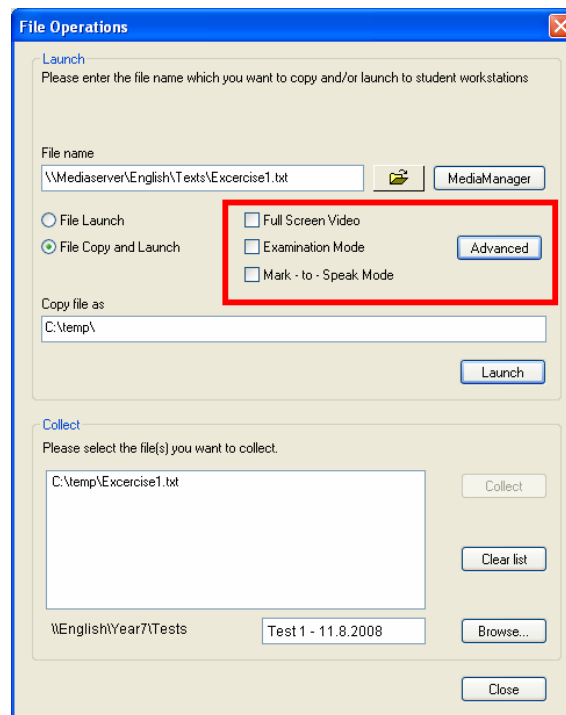 File Operations
Launch
Please enter the file name which you want to copy and/or launch to student workstations
File name
\\Mediaserver\English\Texts\Excercise1.txt
MediaManager
File Launch
Full Screen Video
File Copy and Launch
Examination Mode
Advanced
Mark - to - Speak Mode
Copy file as
C:\temp\
Launch
Collect
Please select the file(s) you want to collect.
C:\temp\Excercise1.txt
Collect
Clear list
\\English\Year7\Tests
Test 1 - 11.8.2008
Browse...
Close